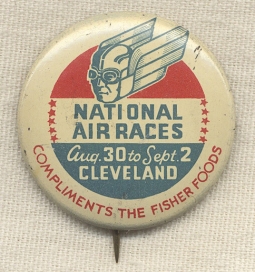 NATIONAL
AIR RACES
Aug. 30 to Sept. 2
CLEVELAND
COMPLIMENTS THE FISHER FOODS